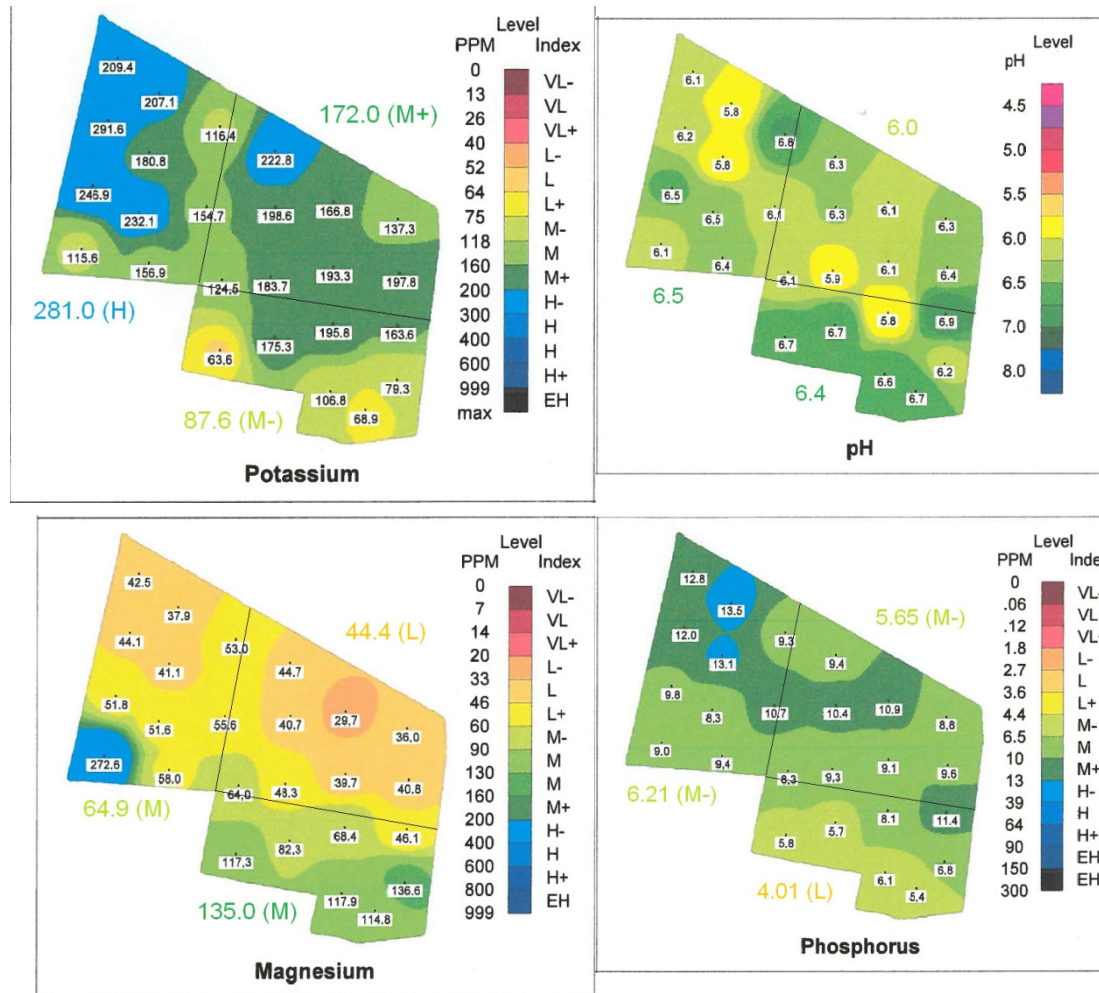 Level
PPM Index
0
VL-
13
VL
26
VL+
40
L-
52
L
64
L+
75
M-
118
M
160
M+
200
H-
300
H
400
H
600
H+
999
EH
max
209.4
207.1
172.0 (M+)
291.6
116.4
180.8
222.8
246.9
232.1
154.7
198.6
166.8
137.3
115.6
156.9
124.5
183.7
193.3
197.8
281.0 (H)
175.3
195.8
163.6
63.6
106.8
79.3
87.6 (M-)
68.9
Potassium
Level
pH
4.5
5.0
5.5
6.0
6.5
7.0
8.0
6.1
5.8
6.0
6.2
6.8
5.8
6.3
6.5
6.5
6.1
6.3
6.1
6.3
6.1
6.4
6.1
5.9
6.1
6.4
6.5
6.7
6.7
5.8
6.9
6.2
6.4
6.6
6.7
pH
Level
PPM Index
0
VL-
7
VL
14
VL+
20
L-
33
L
46
L+
60
M-
90
M
130
M
160
M+
200
H-
400
H
600
H+
800
EH
999
42.5
37.9
44.4 (L)
44.1
53.0
41.1
44.7
51.8
51.6
55.6
40.7
29.7
36.0
272.6
58.0
64.0
48.3
39.7
40.8
64.9 (M)
117.3
82.3
68.4
46.1
135.0 (M)
117.9
136.6
114.8
Magnesium
Level
PPM Index
0
VL-
.06
VL
.12
VL+
1.8
L-
2.7
L
3.6
L+
4.4
M-
6.5
M
10
M+
13
H-
39
H
64
H+
90
EH
150
EH
300
12.8
13.5
5.65 (M-)
12.0
9.3
13.1
9.4
9.8
8.3
10.7
10.4
10.9
8.8
9.0
9.4
8.3
9.3
9.1
9.6
6.21 (M-)
5.8
5.7
8.1
11.4
4.01 (L)
6.1
6.8
5.4
Phosphorus